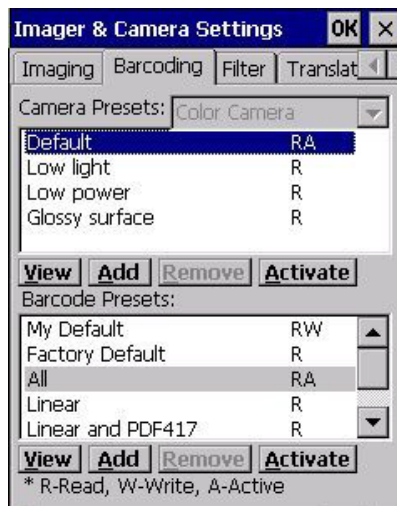 Imager & Camera Settings OK ×
Imaging Barcoding Filter Translat
Camera Presets: Color Camera
Default RA
Low light R
Low power R
Glossy surface R
View Add Remove Activate
Barcode Presets:
My Default RW
Factory Default R
All RA
Linear R
Linear and PDF417 R
View Add Remove Activate
* R-Read, W-Write, A-Active